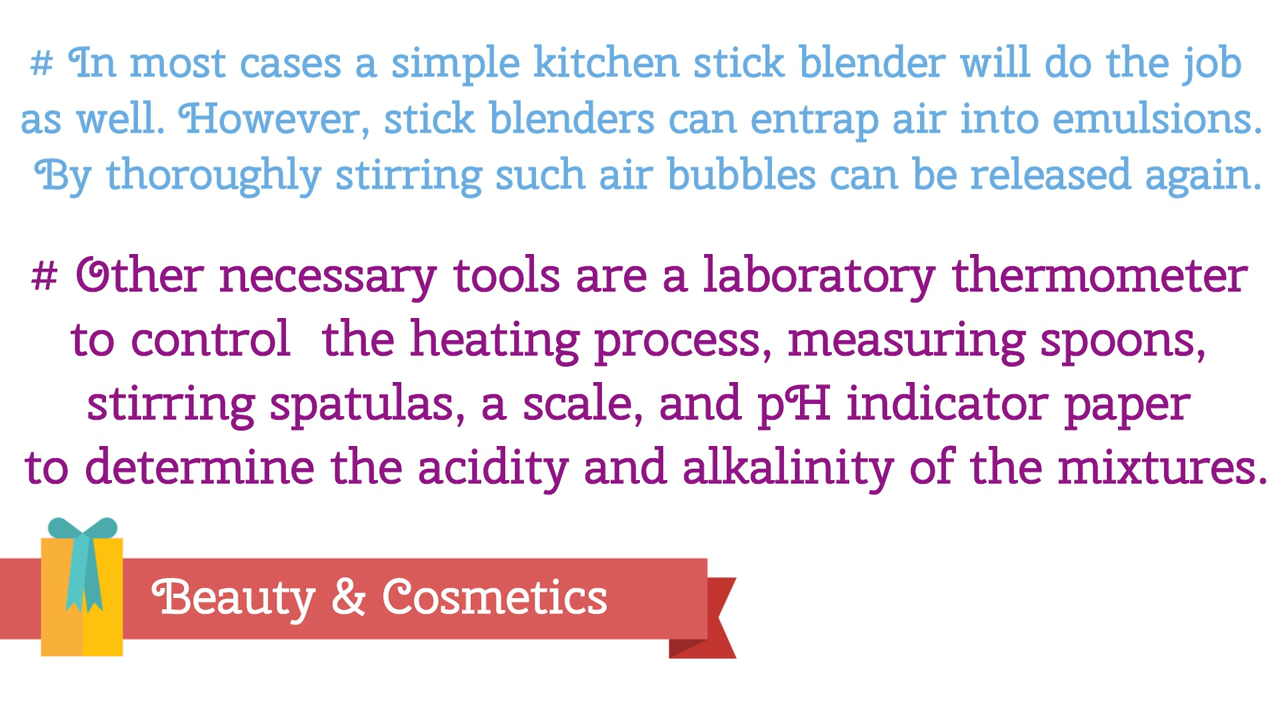 # In most cases a simple kitchen stick blender will do the job
as well. However, stick blenders can entrap air into emulsions.
By thoroughly stirring such air bubbles can be released again.
# Other necessary tools are a laboratory thermometer
to control the heating process, measuring spoons,
stirring spatulas, a scale, and pH indicator paper
to determine the acidity and alkalinity of the mixtures.
Beauty & Cosmetics